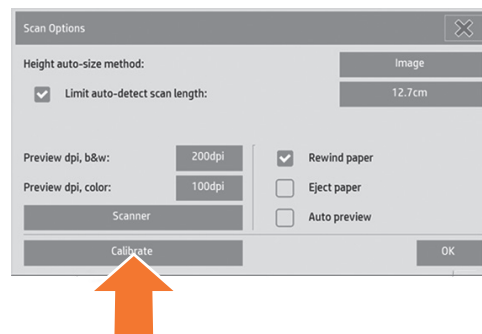 Scan Options
Height auto-size method: Image
Limit auto-detect scan length: 12.7cm
Preview dpi, b&w: 200dpi Rewind paper
Preview dpi, color: 100dpi Eject paper
Scanner Auto preview
Calibrate OK